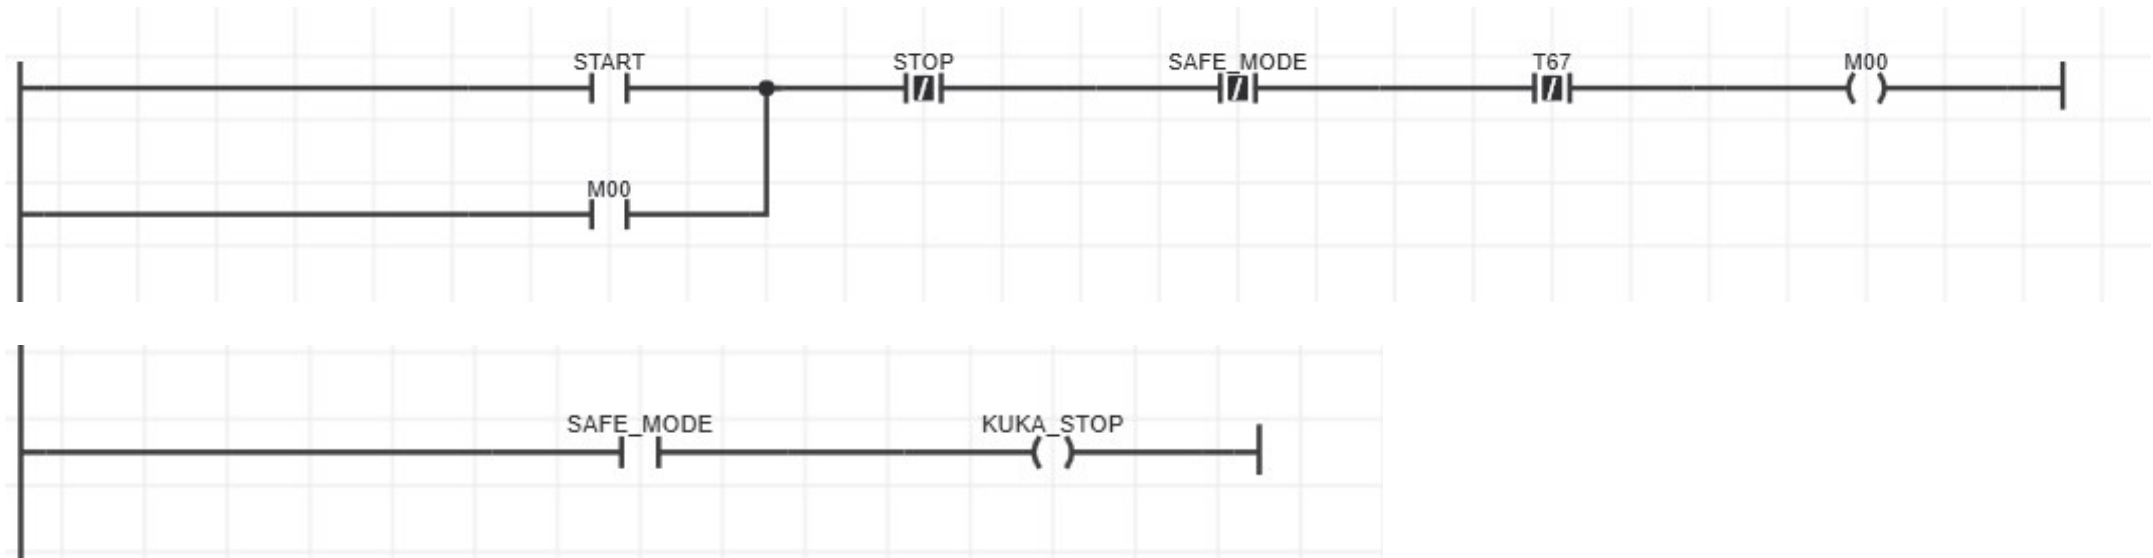 START STOP SAFE_MODE T67 M00
M00
SAFE_MODE KUKA_STOP